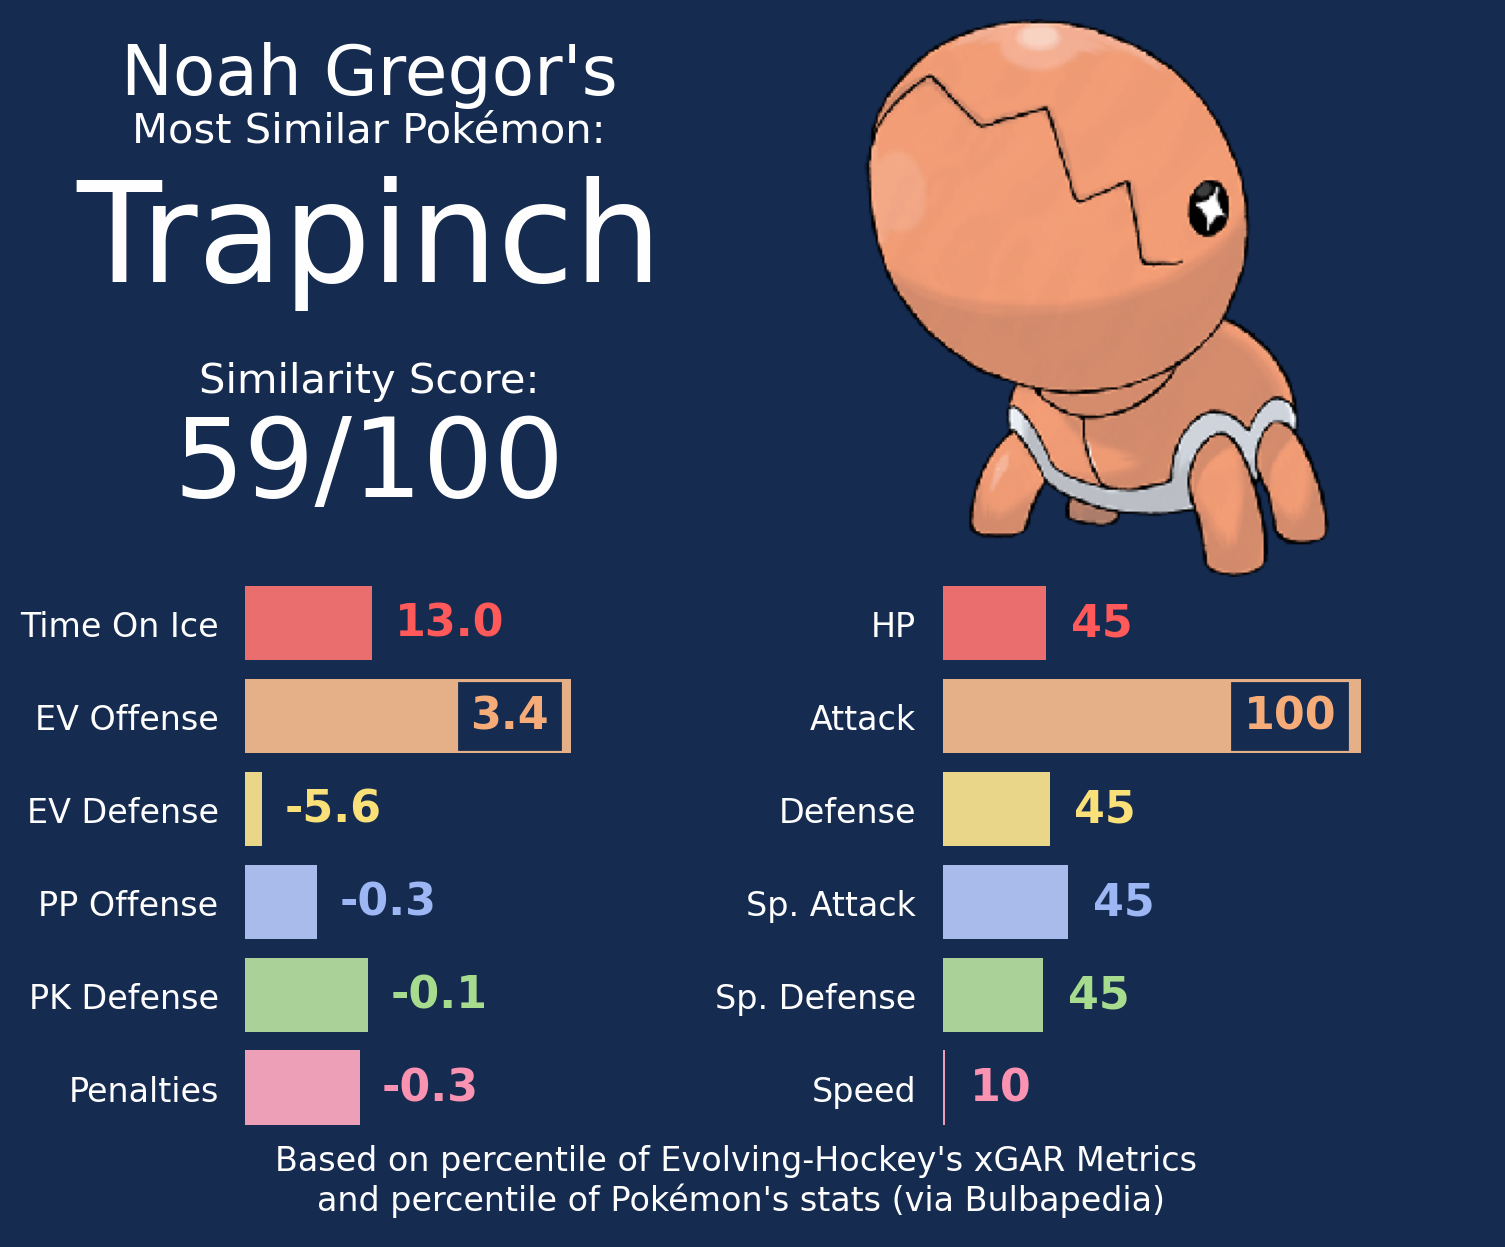 Noah Gregor's
Most Similar Pokémon:
Trapinch
Similarity Score:
59/100
Time On Ice 13.0
EV Offense 3.4
EV Defense -5.6
PP Offense -0.3
PK Defense -0.1
Penalties -0.3
HP 45
Attack 100
Defense 45
Sp. Attack 45
Sp. Defense 45
Speed 10
Based on percentile of Evolving-Hockey's xGAR Metrics
and percentile of Pokémon's stats (via Bulbapedia)